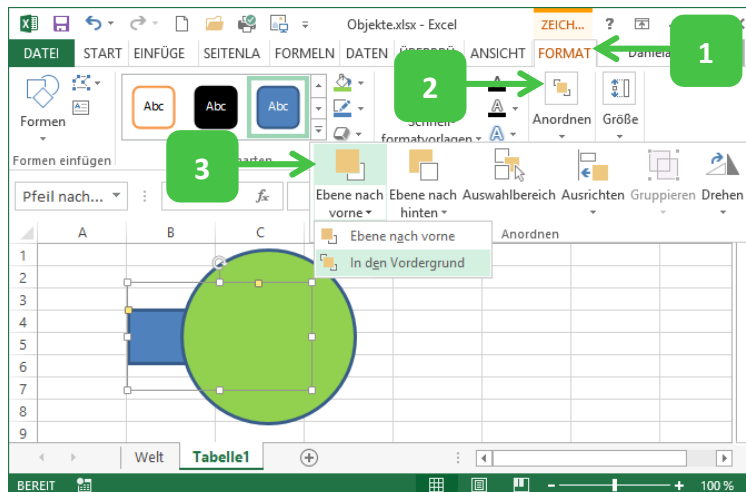 Objekte.xlsx - Excel
ZEICH...
?
DATEI START EINFÜGE SEITENLA FORMELN DATEN ANSICHT FORMAT
1
2
Formen
Abc Abc Abc
Anordnen Größe
formatvorlagen
3
Formen einfügen
Ebene nach vorne
Ebene nach hinten
Auswahlbereich Ausrichten Gruppieren Drehen
Pfeil nach...
fx
Ebene nach vorne
Anordnen
In den Vordergrund
A B C
1
2
3
4
5
6
7
8
9
Welt Tabelle1
BEREIT
100 %